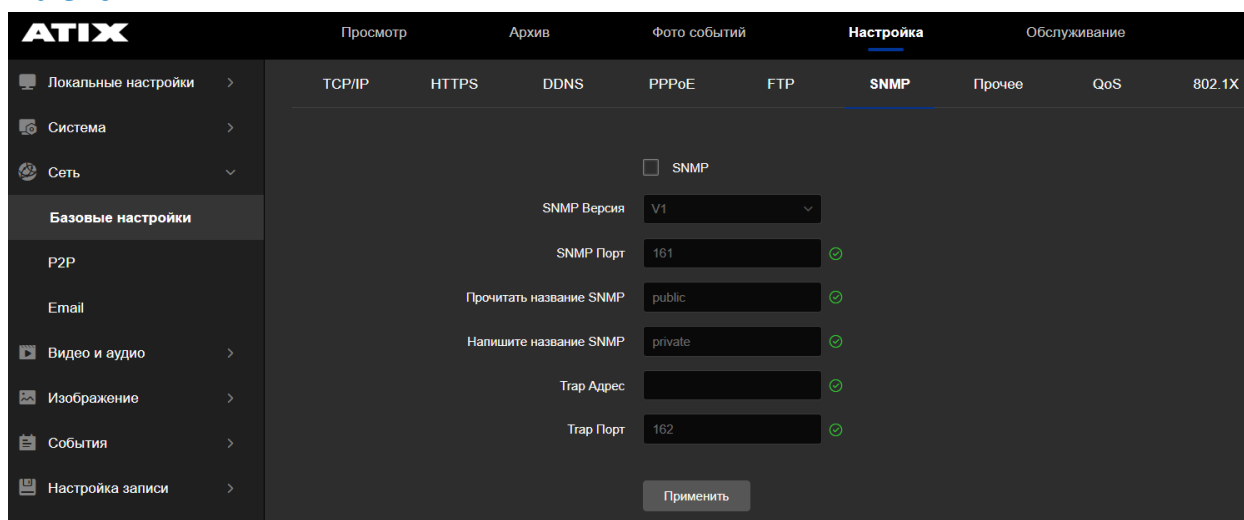 ATIX
Просмотр Архив Фото событий Настройка Обслуживание
Локальные настройки
Система
Сеть
Базовые настройки
P2P
Email
Видео и аудио
Изображение
События
Настройка записи
TCP/IP HTTPS DDNS PPPoE FTP SNMP Прочее QoS 802.1X
SNMP
SNMP Версия V1
SNMP Порт 161
Прочитать название SNMP public
Напишите название SNMP private
Trap Адрес
Trap Порт 162
Применить